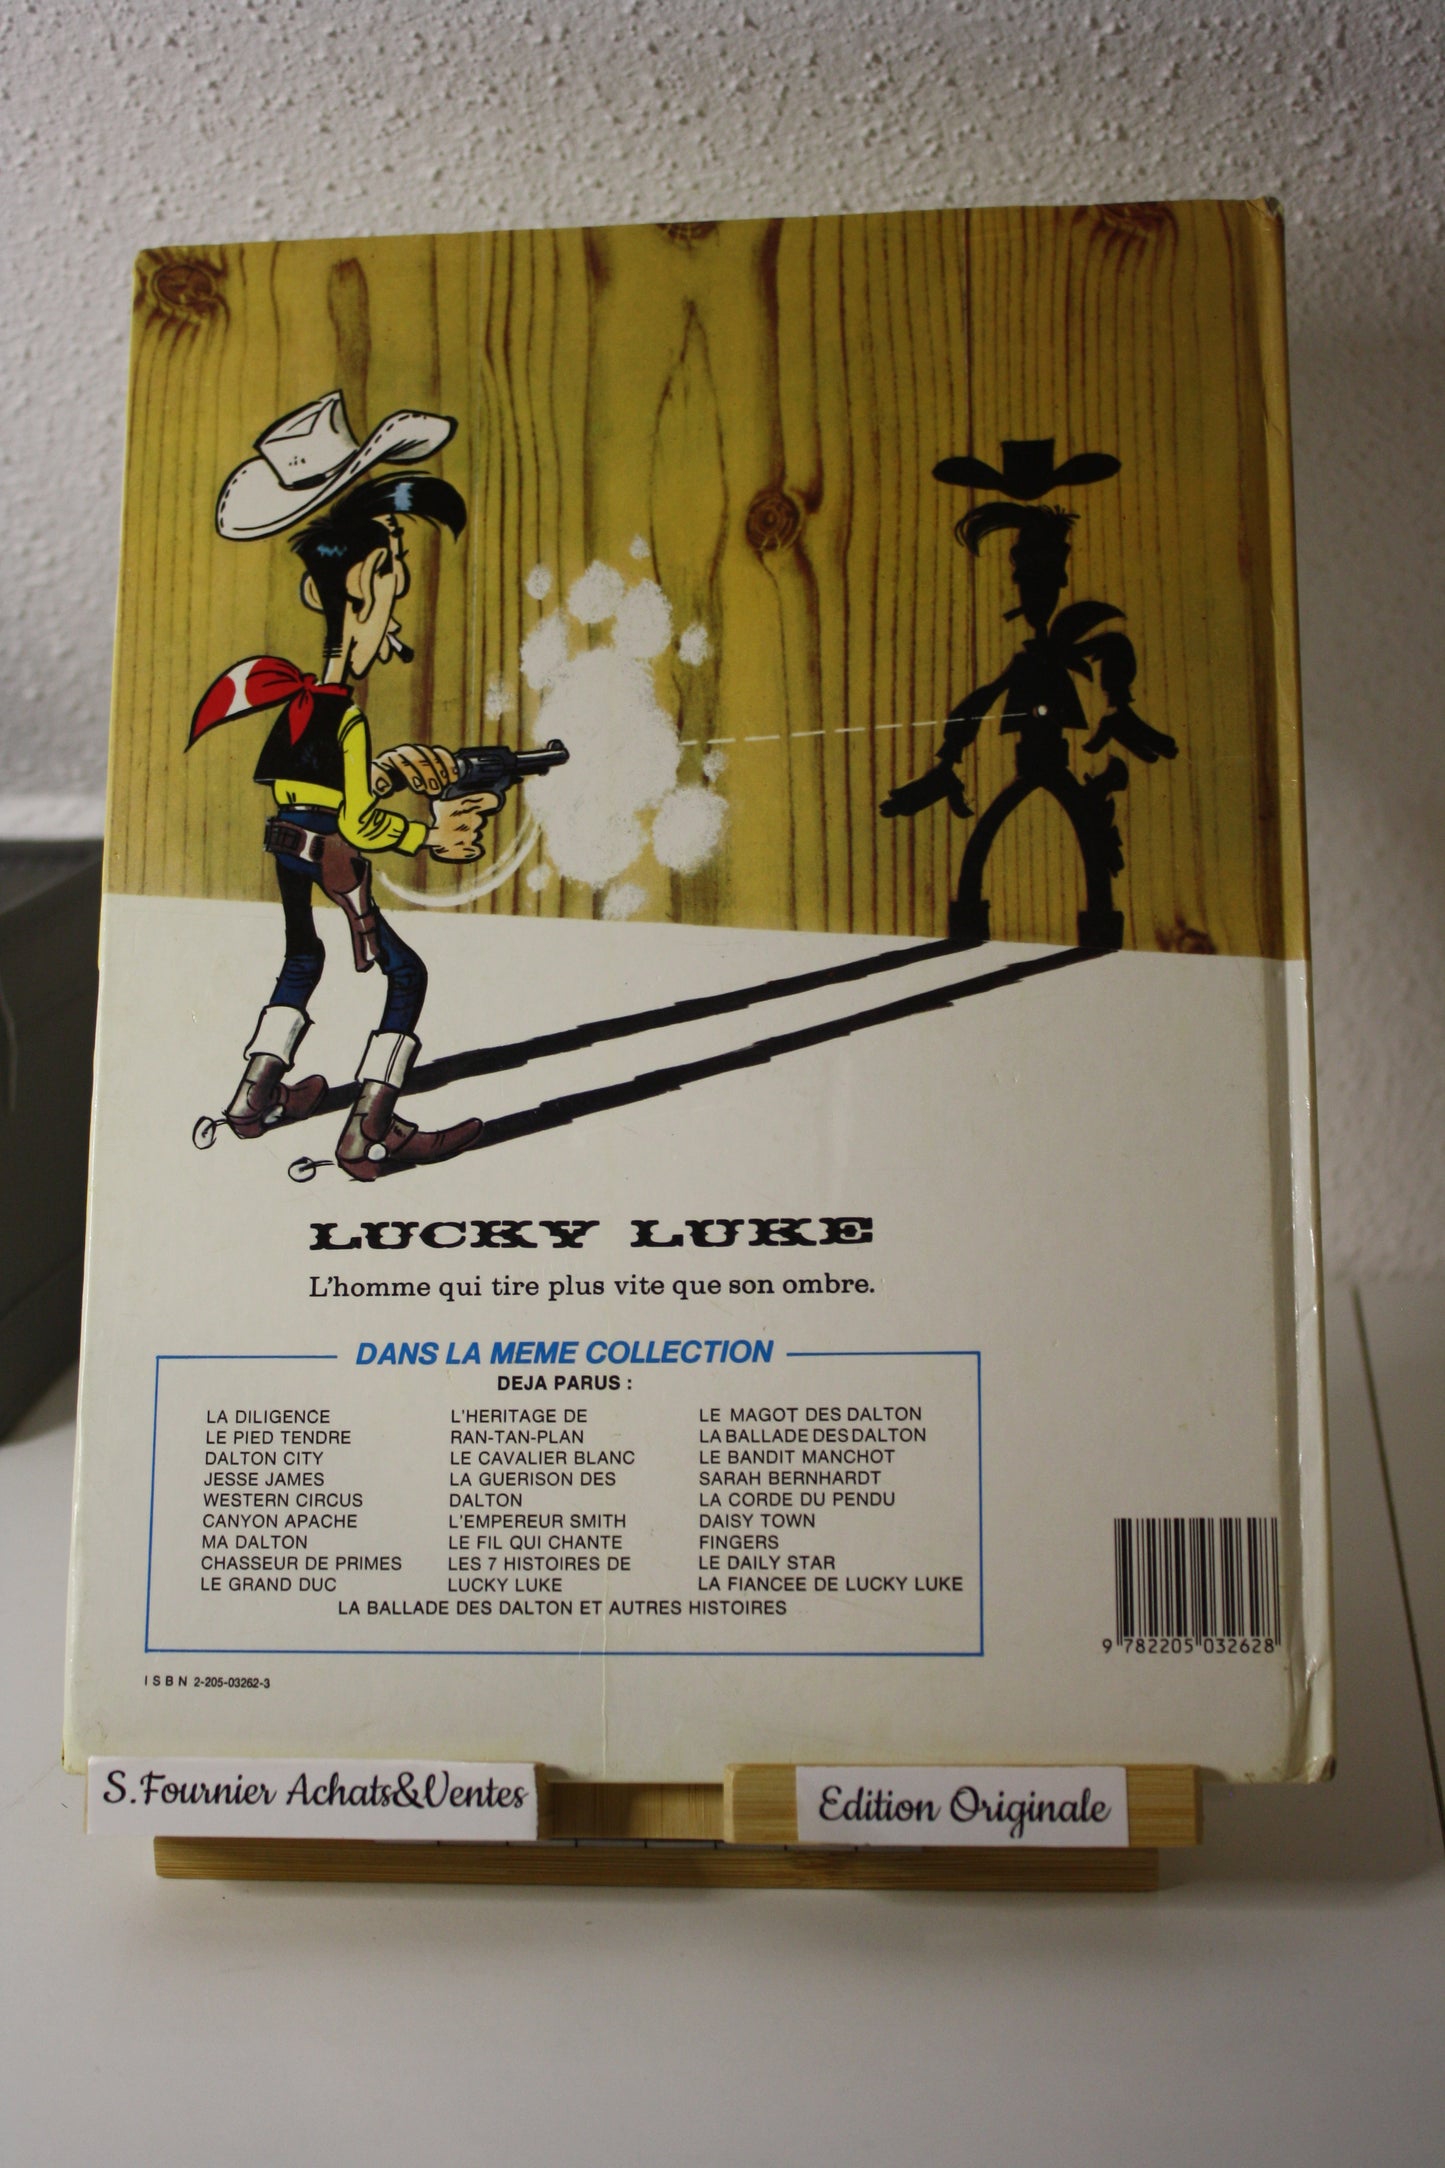 LUCKY LUKE
L'homme qui tire plus vite que son ombre.
DANS LA MEME COLLECTION
DEJA PARUS :
LA DILIGENCE
LE PIED TENDRE
DALTON CITY
JESSE JAMES
WESTERN CIRCUS
CANYON APACHE
MA DALTON
CHASSEUR DE PRIMES
LE GRAND DUC
L'HERITAGE DE
RAN-TAN-PLAN
LE CAVALIER BLANC
LA GUERISON DES
DALTON
L'EMPEREUR SMITH
LE FIL QUI CHANTE
LES 7 HISTOIRES DE
LUCKY LUKE
LE MAGOT DES DALTON
LA BALLADE DES DALTON
LE BANDIT MANCHOT
SARAH BERNHARDT
LA CORDE DU PENDU
DAISY TOWN
FINGERS
LE DAILY STAR
LA FIANCEE DE LUCKY LUKE
LA BALLADE DES DALTON ET AUTRES HISTOIRES
9 782205 032628
ISBN 2-205-03262-3
S.Fournier Achats&Ventes
Edition Originale